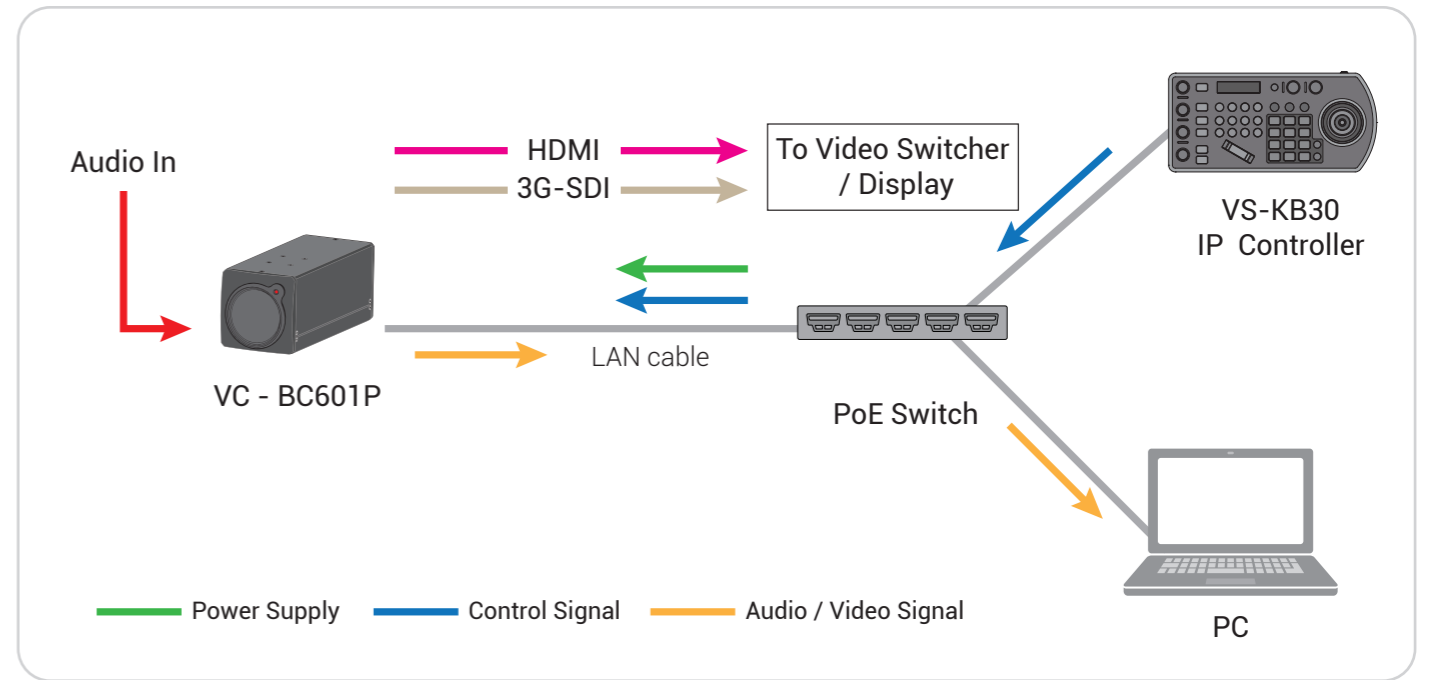 Audio In
HDMI
3G-SDI
To Video Switcher
/ Display
VS-KB30
IP Controller
VC - BC601P
LAN cable
PoE Switch
PC
Power Supply
Control Signal
Audio / Video Signal